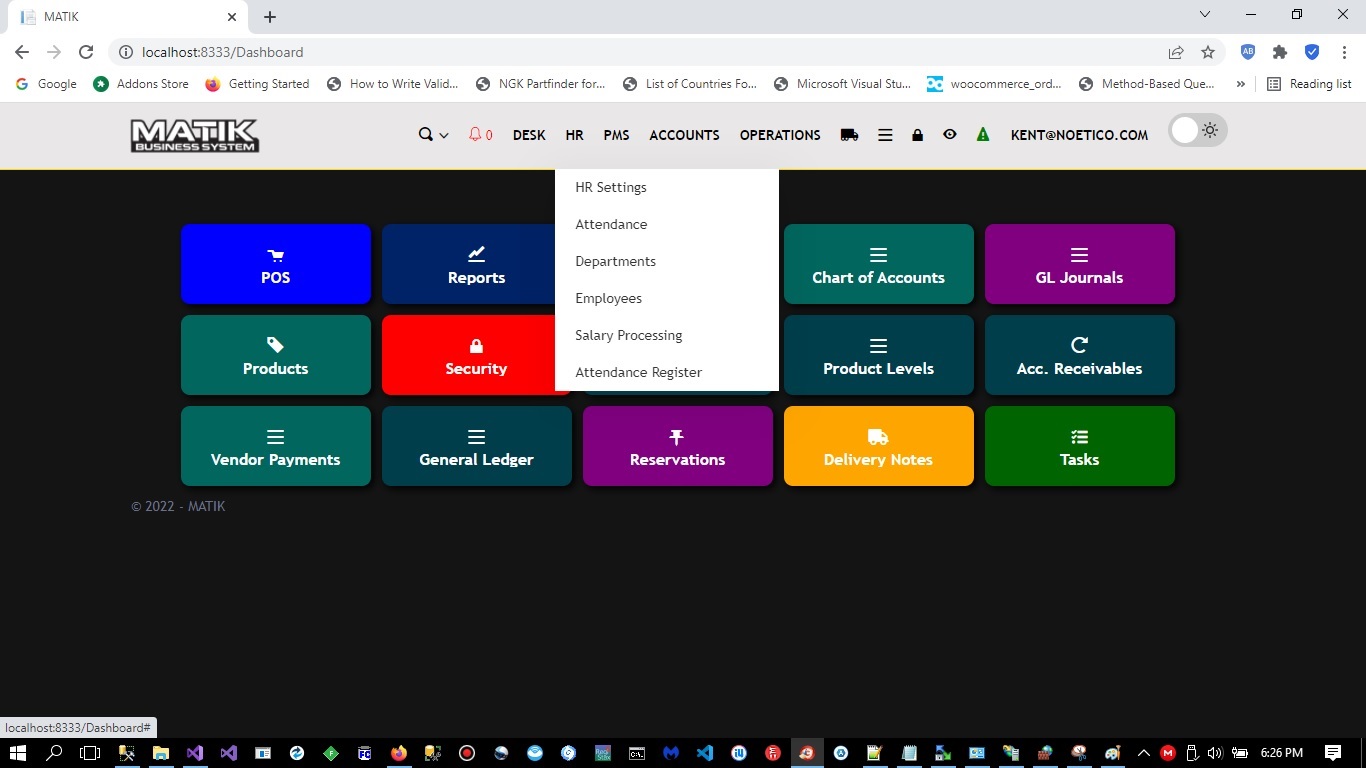 MATIK
localhost:8333/Dashboard
Google
Addons Store
Getting Started
How to Write Valid...
NGK Partfinder for...
List of Countries Fo...
Microsoft Visual Stu...
woocommerce_ord...
Method-Based Que...
»
Reading list
MATIK
BUSINESS SYSTEM
0
DESK
HR
PMS
ACCOUNTS
OPERATIONS
KENT@NOETICO.COM
HR Settings
Attendance
Departments
Employees
Salary Processing
Attendance Register
POS
Reports
Chart of Accounts
GL Journals
Products
Security
Product Levels
Acc. Receivables
Vendor Payments
General Ledger
Reservations
Delivery Notes
Tasks
© 2022 - MATIK
localhost:8333/Dashboard#
6:26 PM